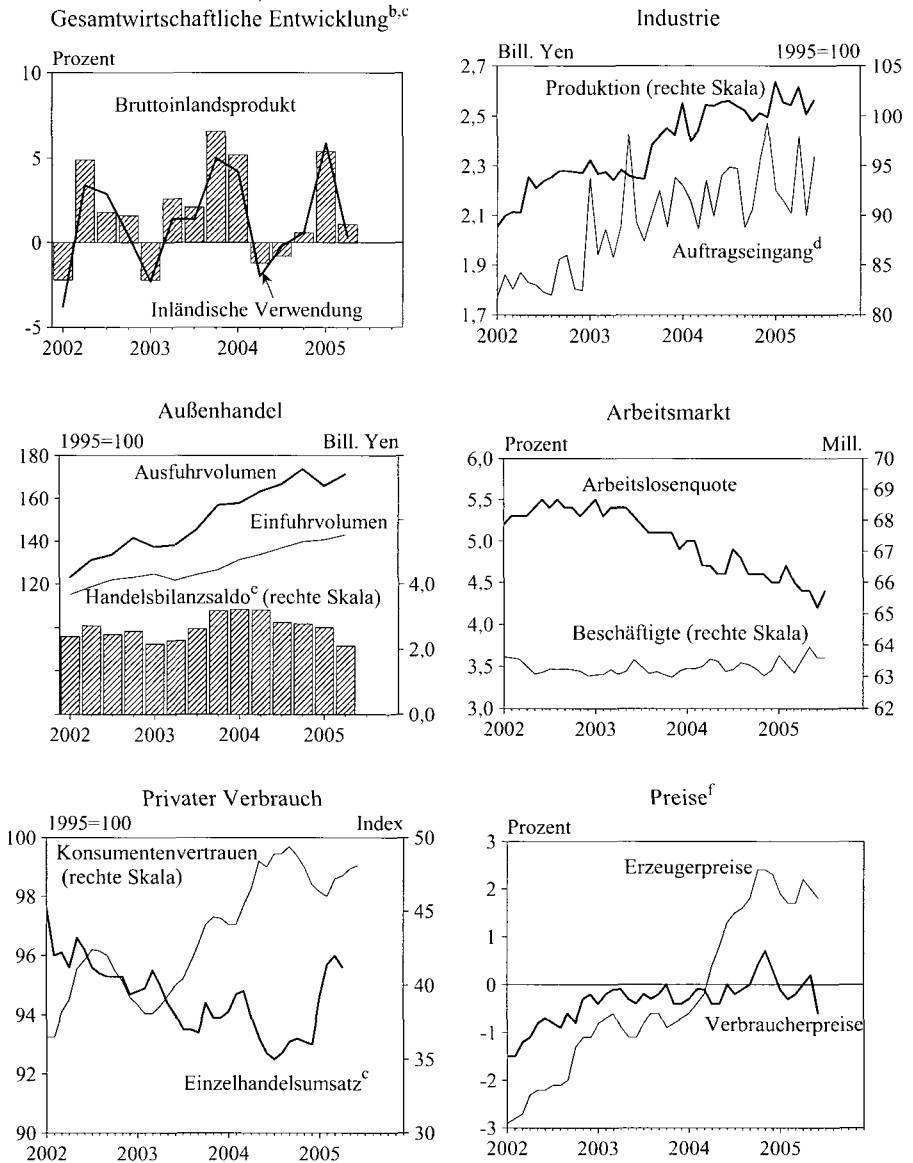 Gesamtwirtschaftliche Entwicklung^b,c
Prozent
10
5
0
-5
Bruttoinlandsprodukt
Inländische Verwendung
2002 2003 2004 2005
Industrie
Bill. Yen 1995=100
2,7
2,5
2,3
2,1
1,9
1,7
105
100
95
90
85
80
Produktion (rechte Skala)
Auftragseingang^d
2002 2003 2004 2005
Außenhandel
1995=100 Bill. Yen
180
160
140
120
4,0
2,0
0,0
Ausfuhrvolumen
Einfuhrvolumen
Handelsbilanzsaldo^e (rechte Skala)
2002 2003 2004 2005
Arbeitsmarkt
Prozent Mill.
6,0
5,5
5,0
4,5
4,0
3,5
3,0
70
69
68
67
66
65
64
63
62
Arbeitslosenquote
Beschäftigte (rechte Skala)
2002 2003 2004 2005
Privater Verbrauch
1995=100 Index
100
98
96
94
92
90
50
45
40
35
30
Konsumentenvertrauen
(rechte Skala)
Einzelhandelsumsatz^c
2002 2003 2004 2005
Preise^f
Prozent
3
2
1
0
-1
-2
-3
Erzeugerpreise
Verbraucherpreise
2002 2003 2004 2005